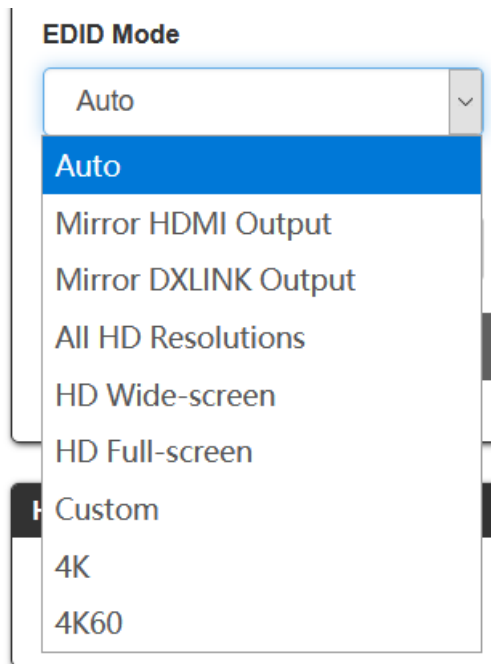 EDID Mode
Auto
Auto
Mirror HDMI Output
Mirror DXLINK Output
All HD Resolutions
HD Wide-screen
HD Full-screen
Custom
4K
4K60